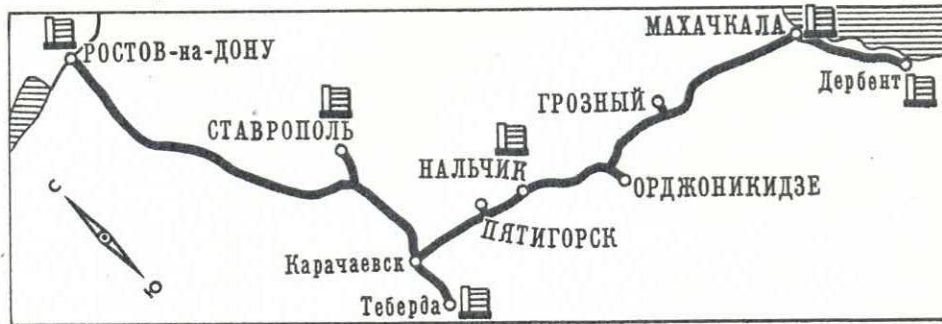 МАХАЧКАЛА
РОСТОВ-на-ДОНУ
Дербент
ГРОЗНЫЙ
СТАВРОПОЛЬ
НАЛЬЧИК
ОРДЖОНИКИДЗЕ
С
ПЯТИГОРСК
Карачаевск
Ю
Теберда